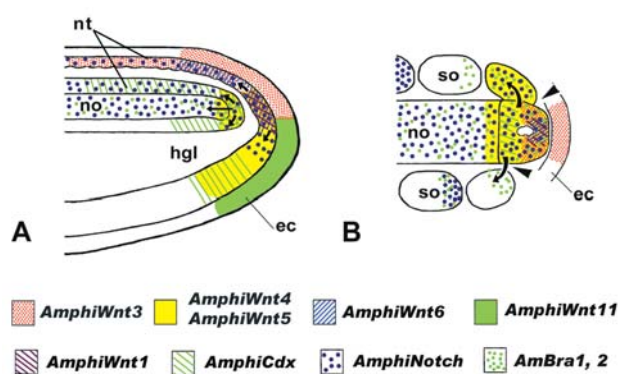 nt
so
no
no
hgl
so
ec
ec
A
B
AmphiWnt3
AmphiWnt4
AmphiWnt5
AmphiWnt6
AmphiWnt11
AmphiWnt1
AmphiCdx
AmphiNotch
AmBra1, 2